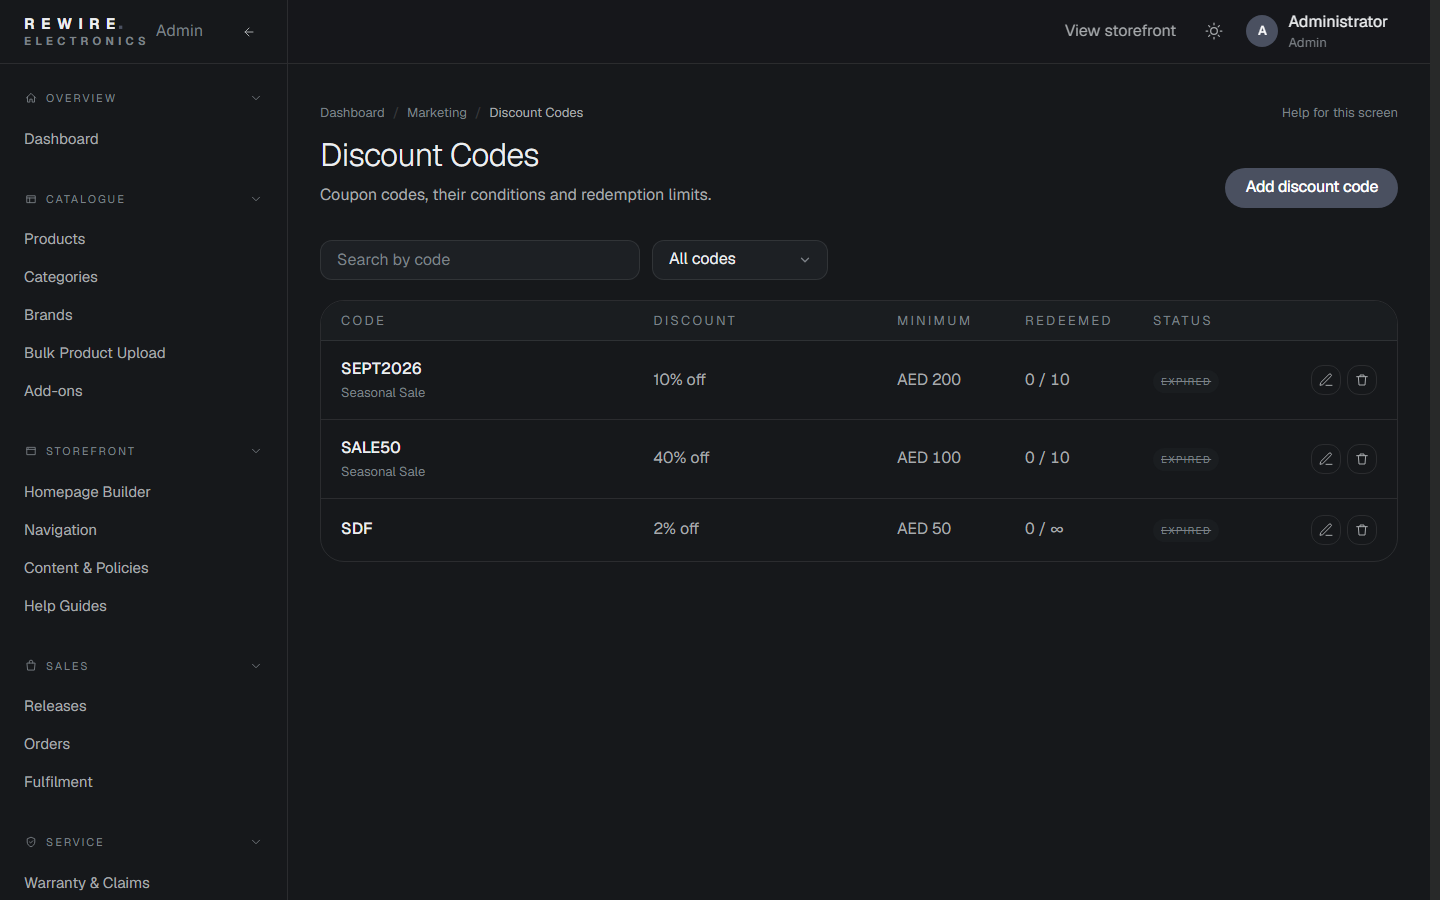 REWIRE.
ELECTRONICS
Admin
View storefront
A
Administrator
Admin
OVERVIEW
Dashboard
CATALOGUE
Products
Categories
Brands
Bulk Product Upload
Add-ons
STOREFRONT
Homepage Builder
Navigation
Content & Policies
Help Guides
SALES
Releases
Orders
Fulfilment
SERVICE
Warranty & Claims
Dashboard / Marketing / Discount Codes
Help for this screen
Discount Codes
Coupon codes, their conditions and redemption limits.
Add discount code
Search by code
All codes
CODE DISCOUNT MINIMUM REDEEMED STATUS
SEPT2026
Seasonal Sale
10% off AED 200 0 / 10 EXPIRED
SALE50
Seasonal Sale
40% off AED 100 0 / 10 EXPIRED
SDF 2% off AED 50 0 / ∞ EXPIRED